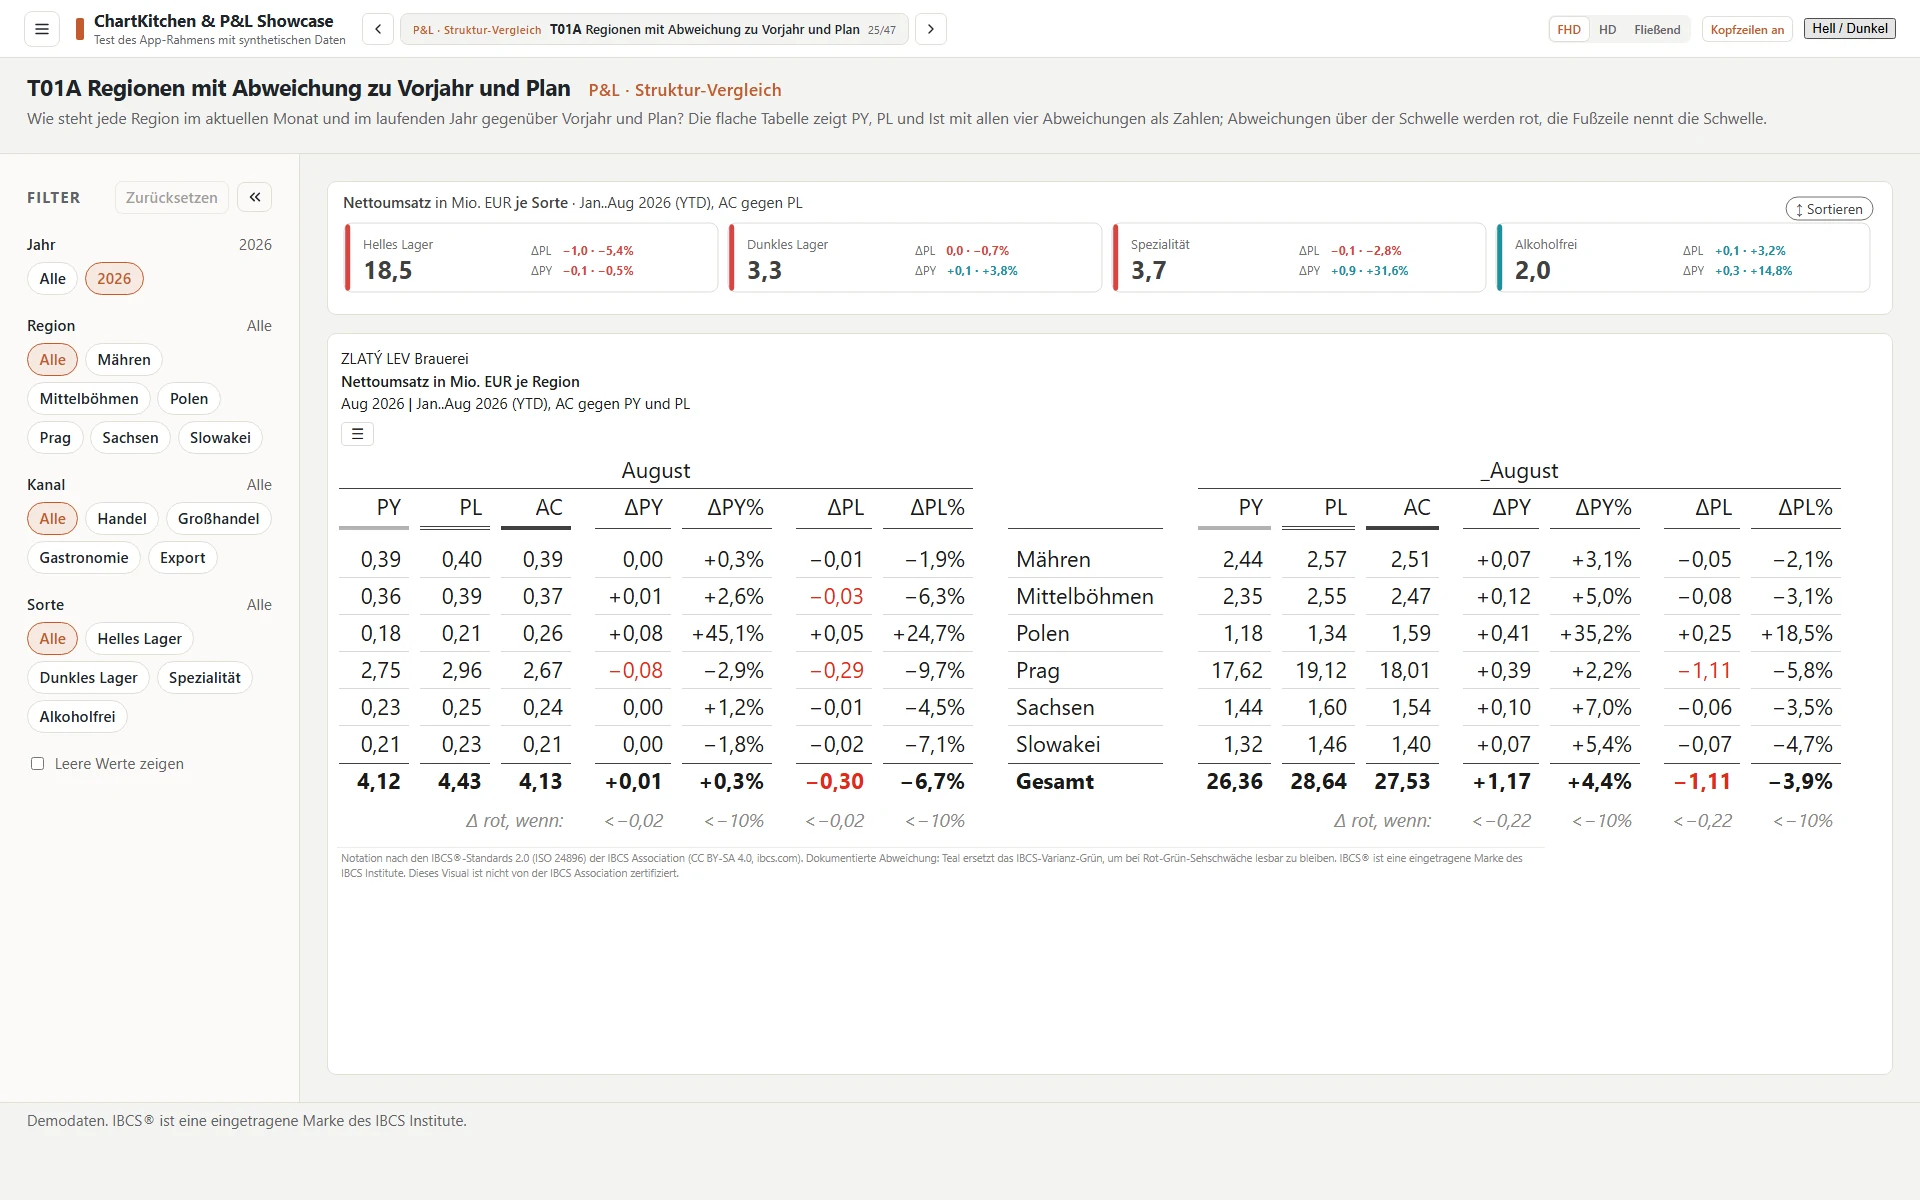 ChartKitchen & P&L Showcase
Test des App-Rahmens mit synthetischen Daten
P&L · Struktur-Vergleich T01A Regionen mit Abweichung zu Vorjahr und Plan 25/47
FHD HD Fließend
Kopfzeilen an
Hell / Dunkel
T01A Regionen mit Abweichung zu Vorjahr und Plan P&L · Struktur-Vergleich
Wie steht jede Region im aktuellen Monat und im laufenden Jahr gegenüber Vorjahr und Plan? Die flache Tabelle zeigt PY, PL und Ist mit allen vier Abweichungen als Zahlen; Abweichungen über der Schwelle werden rot, die Fußzeile nennt die Schwelle.
FILTER Zurücksetzen «
Jahr 2026
Alle 2026
Region Alle
Alle Mähren
Mittelböhmen Polen
Prag Sachsen Slowakei
Kanal Alle
Alle Handel Großhandel
Gastronomie Export
Sorte Alle
Alle Helles Lager
Dunkles Lager Spezialität
Alkoholfrei
Leere Werte zeigen
Nettoumsatz in Mio. EUR je Sorte · Jan..Aug 2026 (YTD), AC gegen PL
↕ Sortieren
Helles Lager
18,5
ΔPL −1,0 · −5,4%
ΔPY −0,1 · −0,5%
Dunkles Lager
3,3
ΔPL 0,0 · −0,7%
ΔPY +0,1 · +3,8%
Spezialität
3,7
ΔPL −0,1 · −2,8%
ΔPY +0,9 · +31,6%
Alkoholfrei
2,0
ΔPL +0,1 · +3,2%
ΔPY +0,3 · +14,8%
ZLATÝ LEV Brauerei
Nettoumsatz in Mio. EUR je Region
Aug 2026 | Jan..Aug 2026 (YTD), AC gegen PY und PL
August _August
PY PL AC ΔPY ΔPY% ΔPL ΔPL% PY PL AC ΔPY ΔPY% ΔPL ΔPL%
0,39 0,40 0,39 0,00 +0,3% −0,01 −1,9% Mähren 2,44 2,57 2,51 +0,07 +3,1% −0,05 −2,1%
0,36 0,39 0,37 +0,01 +2,6% −0,03 −6,3% Mittelböhmen 2,35 2,55 2,47 +0,12 +5,0% −0,08 −3,1%
0,18 0,21 0,26 +0,08 +45,1% +0,05 +24,7% Polen 1,18 1,34 1,59 +0,41 +35,2% +0,25 +18,5%
2,75 2,96 2,67 −0,08 −2,9% −0,29 −9,7% Prag 17,62 19,12 18,01 +0,39 +2,2% −1,11 −5,8%
0,23 0,25 0,24 0,00 +1,2% −0,01 −4,5% Sachsen 1,44 1,60 1,54 +0,10 +7,0% −0,06 −3,5%
0,21 0,23 0,21 0,00 −1,8% −0,02 −7,1% Slowakei 1,32 1,46 1,40 +0,07 +5,4% −0,07 −4,7%
4,12 4,43 4,13 +0,01 +0,3% −0,30 −6,7% Gesamt 26,36 28,64 27,53 +1,17 +4,4% −1,11 −3,9%
Δ rot, wenn: <−0,02 <−10% <−0,02 <−10% Δ rot, wenn: <−0,22 <−10% <−0,22 <−10%
Notation nach den IBCS®-Standards 2.0 (ISO 24896) der IBCS Association (CC BY-SA 4.0, ibcs.com). Dokumentierte Abweichung: Teal ersetzt das IBCS-Varianz-Grün, um bei Rot-Grün-Sehschwäche lesbar zu bleiben. IBCS® ist eine eingetragene Marke des
IBCS Institute. Dieses Visual ist nicht von der IBCS Association zertifiziert.
Demodaten. IBCS® ist eine eingetragene Marke des IBCS Institute.